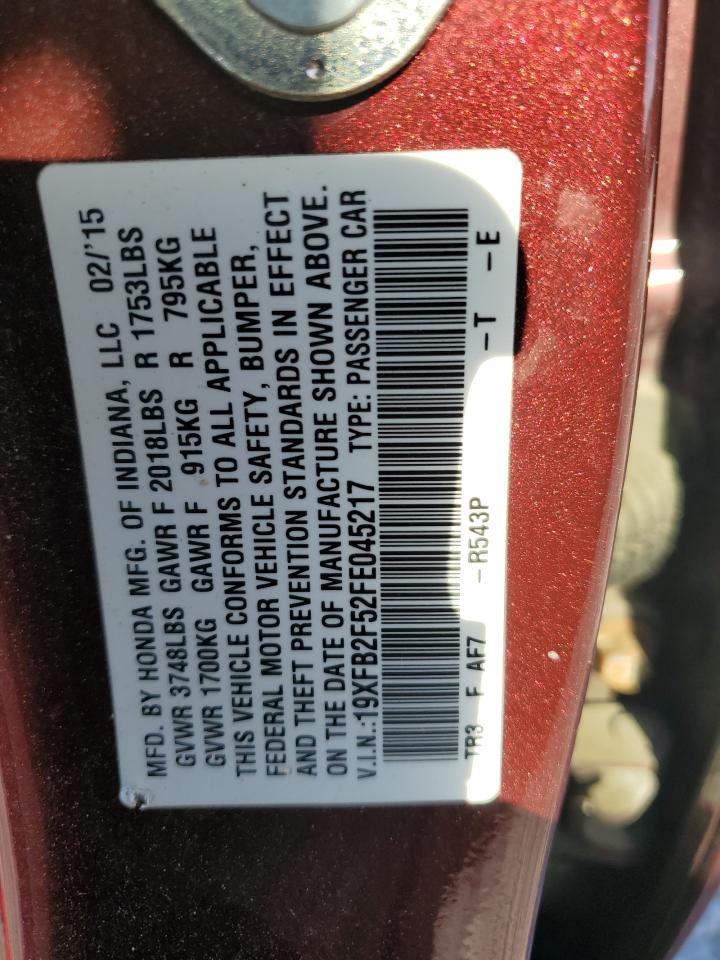 MFD. BY HONDA MFG. OF INDIANA, LLC 02/'15
GVWR 3748LBS GAWR F 2018LBS R 1753LBS
GVWR 1700KG GAWR F 915KG R 795KG
THIS VEHICLE CONFORMS TO ALL APPLICABLE
FEDERAL MOTOR VEHICLE SAFETY, BUMPER,
AND THEFT PREVENTION STANDARDS IN EFFECT
ON THE DATE OF MANUFACTURE SHOWN ABOVE.
V.I.N.:19XFB2F52FE045217 TYPE: PASSENGER CAR
TR3 F AF7 -R543P -T -E